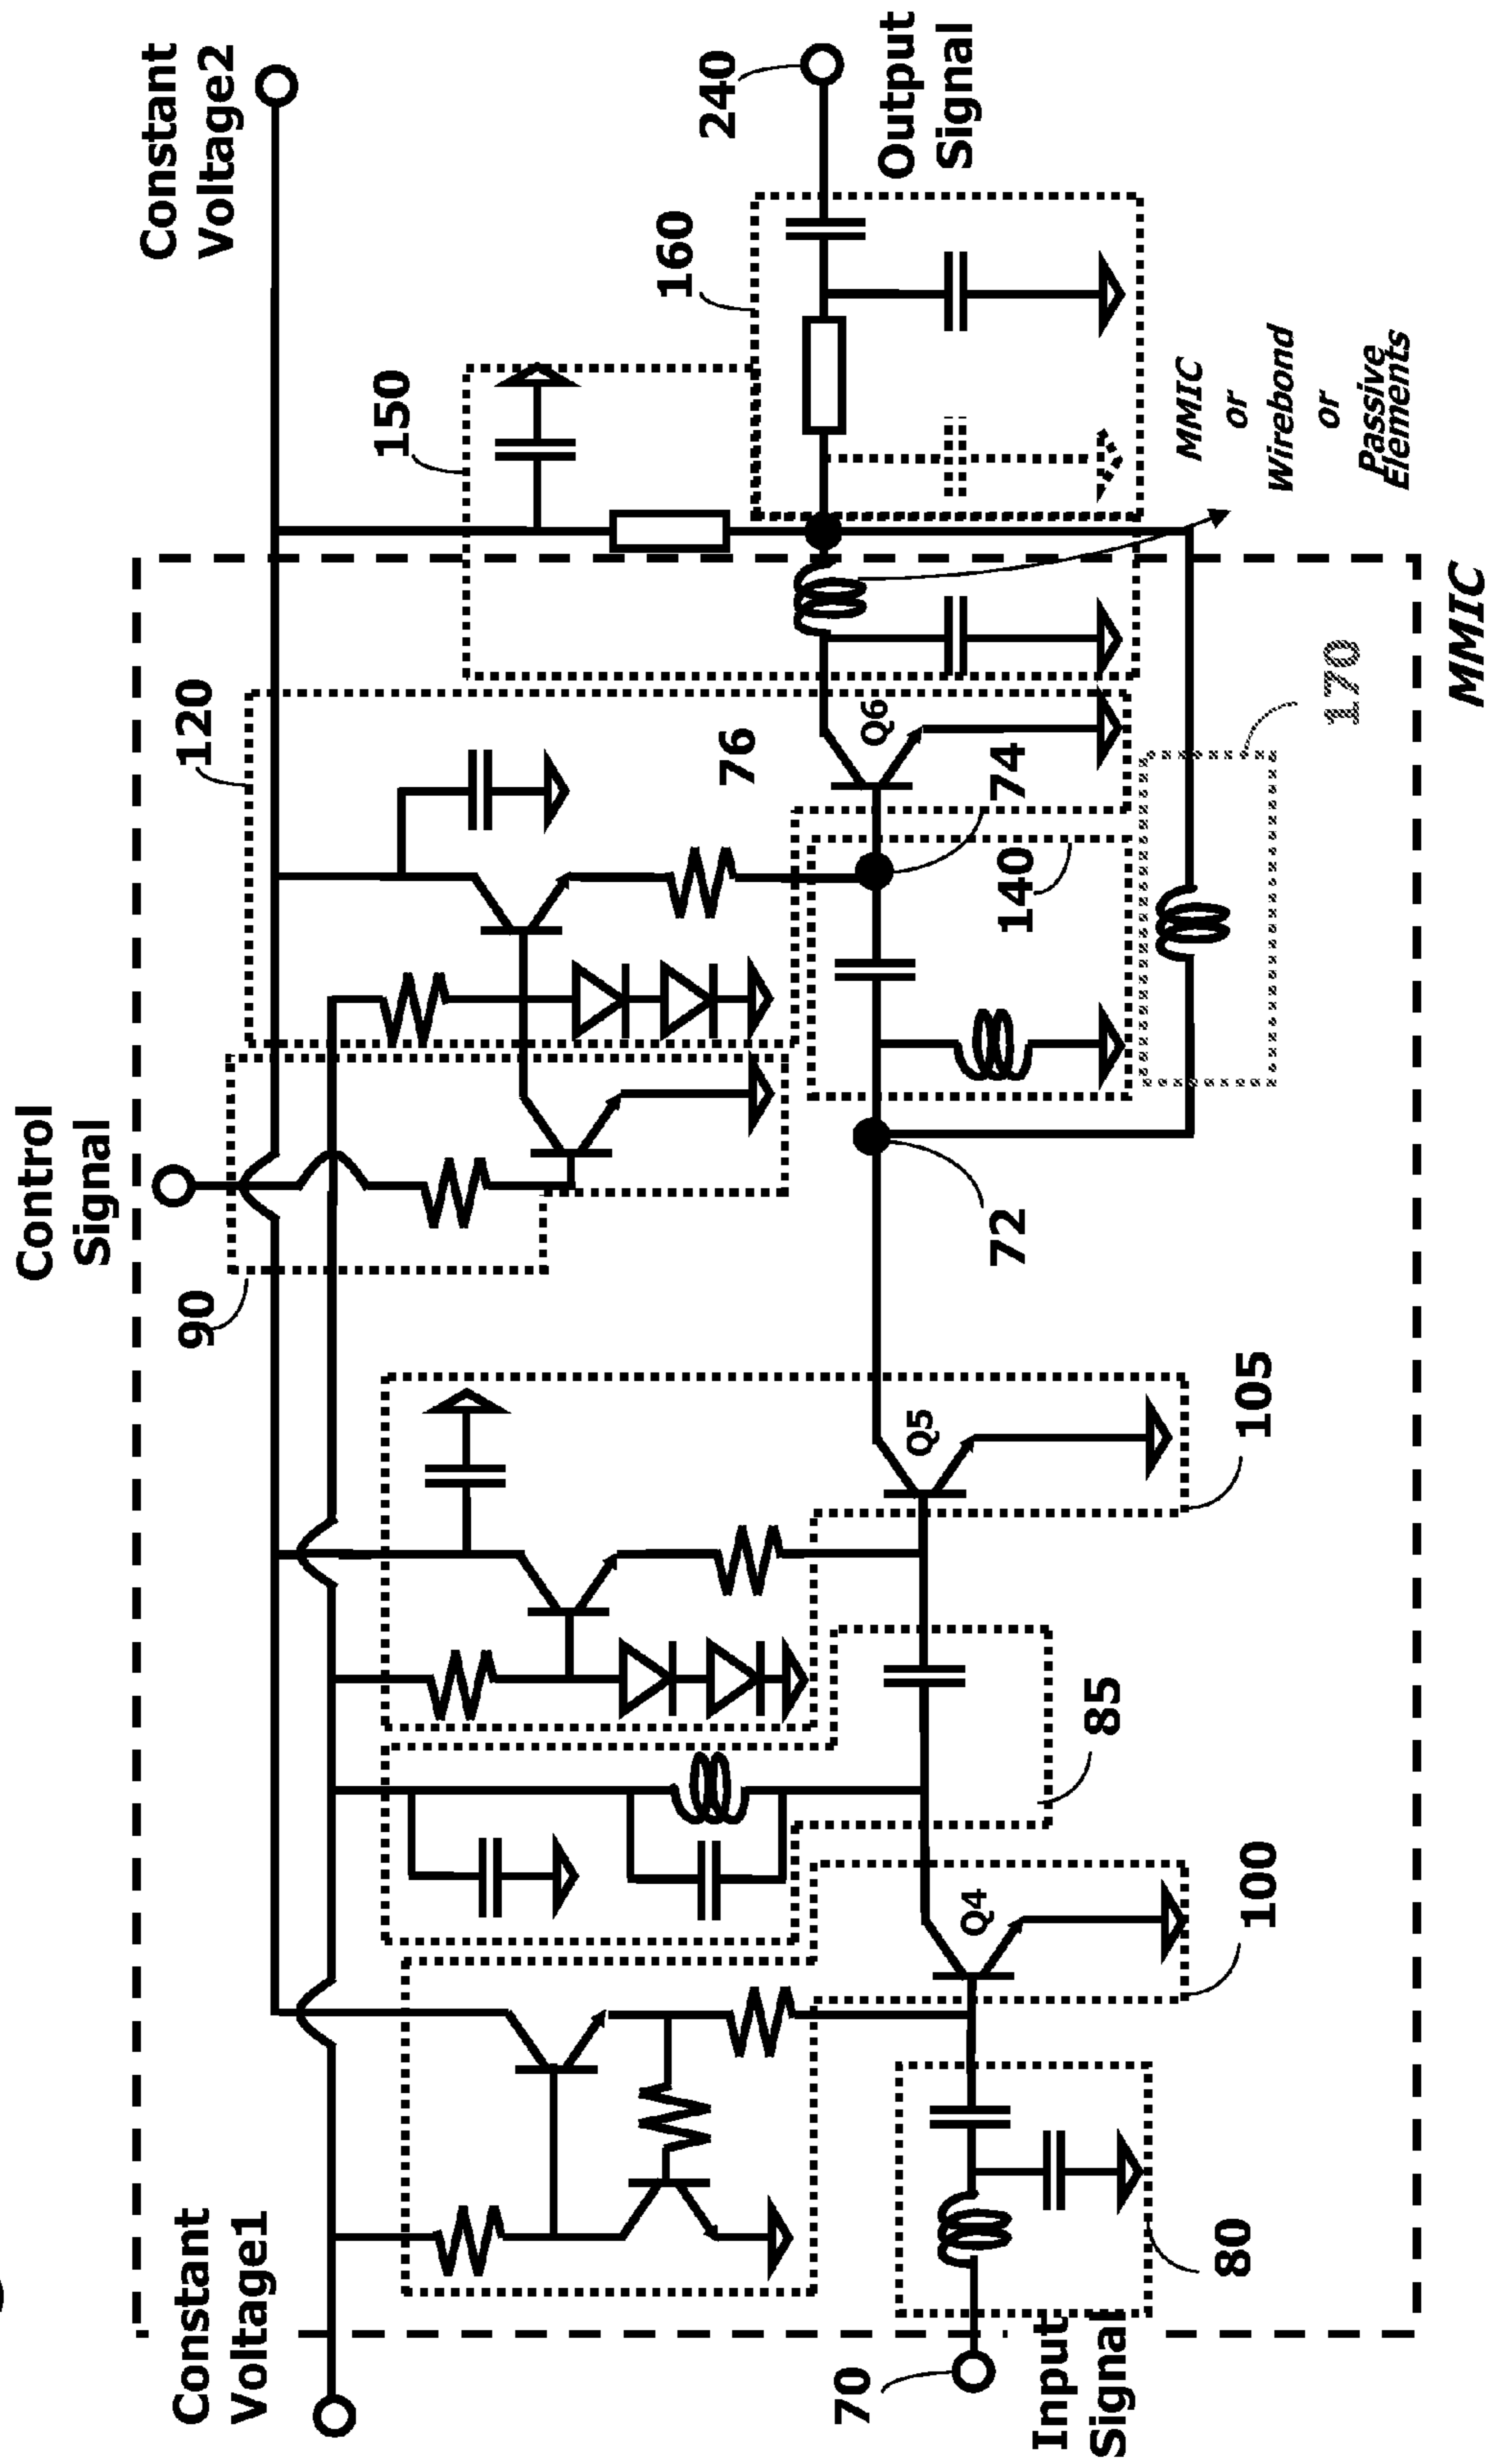 Constant
Voltage1
Constant
Voltage2
Control
Signal
90
120
150
160
240
Output
Signal
76
Q6
74
140
72
Q5
105
85
Q4
100
80
70
Input
Signal
170
MMIC
or
Wirebond
or
Passive
Elements
MMIC